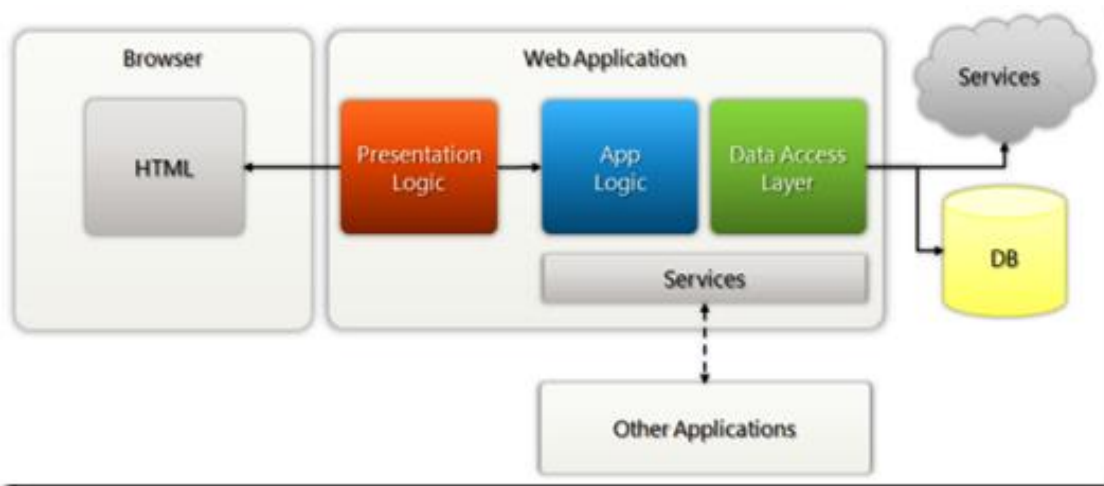 Browser
Web Application
Services
HTML
Presentation
Logic
App
Logic
Data Access
Layer
DB
Services
Other Applications